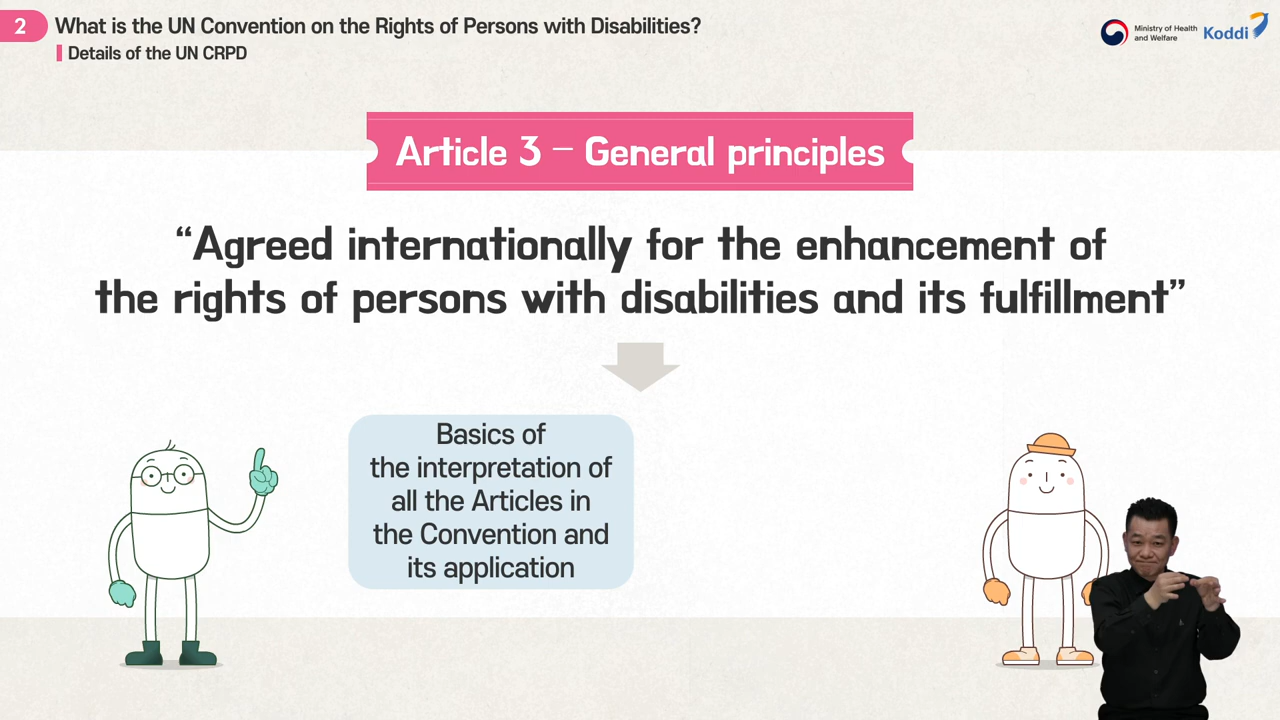 2 What is the UN Convention on the Rights of Persons with Disabilities?
Details of the UN CRPD
Ministry of Health
and Welfare
Koddi
Article 3 – General principles
“Agreed internationally for the enhancement of
the rights of persons with disabilities and its fulfillment”
Basics of
the interpretation of
all the Articles in
the Convention and
its application